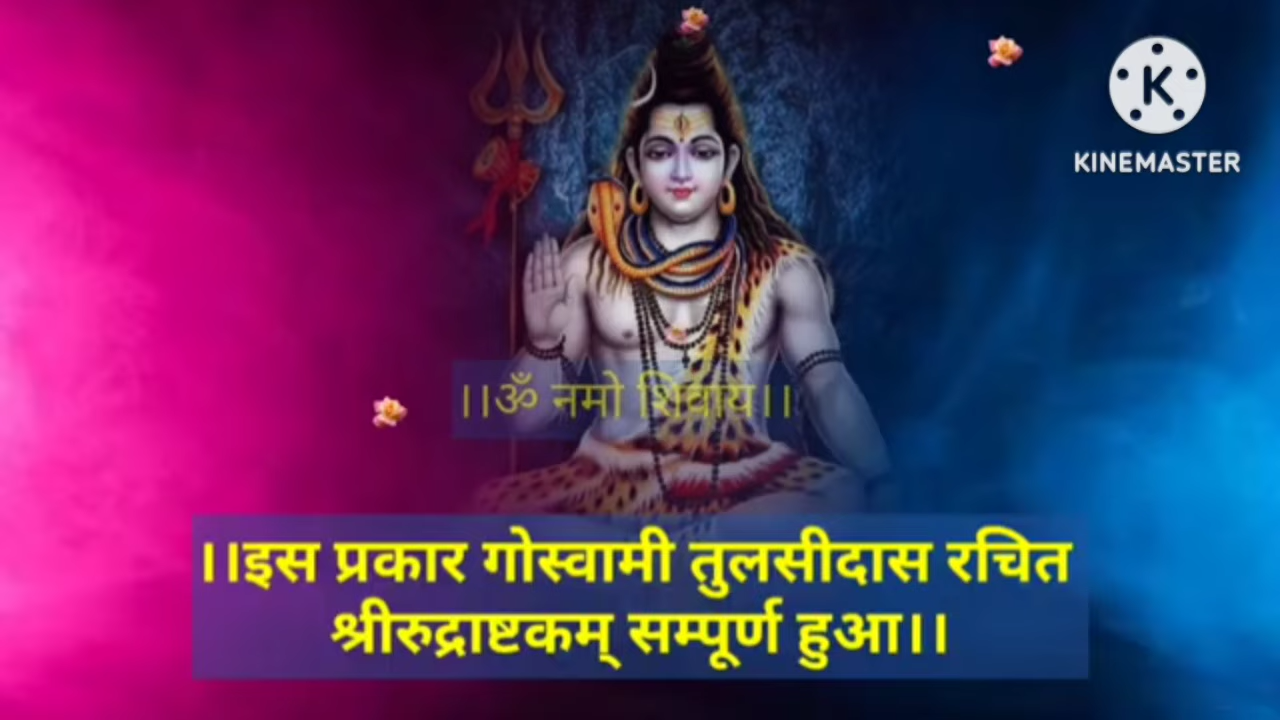 KINEMASTER
।।ॐ नमो शिवाय।।
।।इस प्रकार गोस्वामी तुलसीदास रचित
श्रीरुद्राष्टकम् सम्पूर्ण हुआ।।